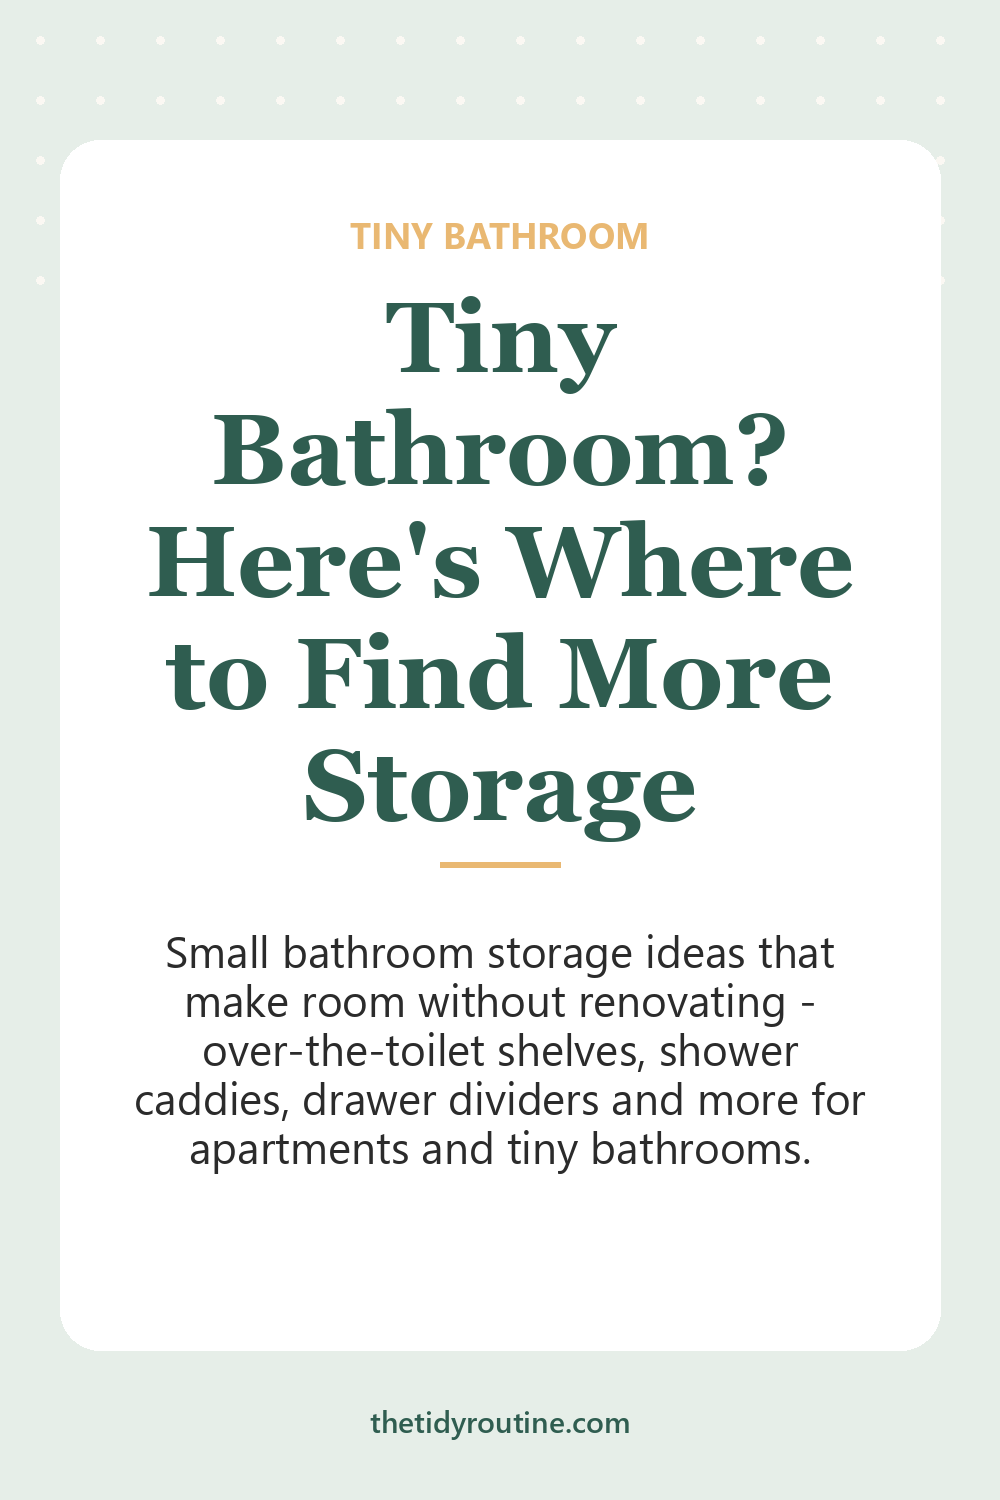 TINY BATHROOM
Tiny
Bathroom?
Here's Where
to Find More
Storage
Small bathroom storage ideas that
make room without renovating -
over-the-toilet shelves, shower
caddies, drawer dividers and more for
apartments and tiny bathrooms.
thetidyroutine.com